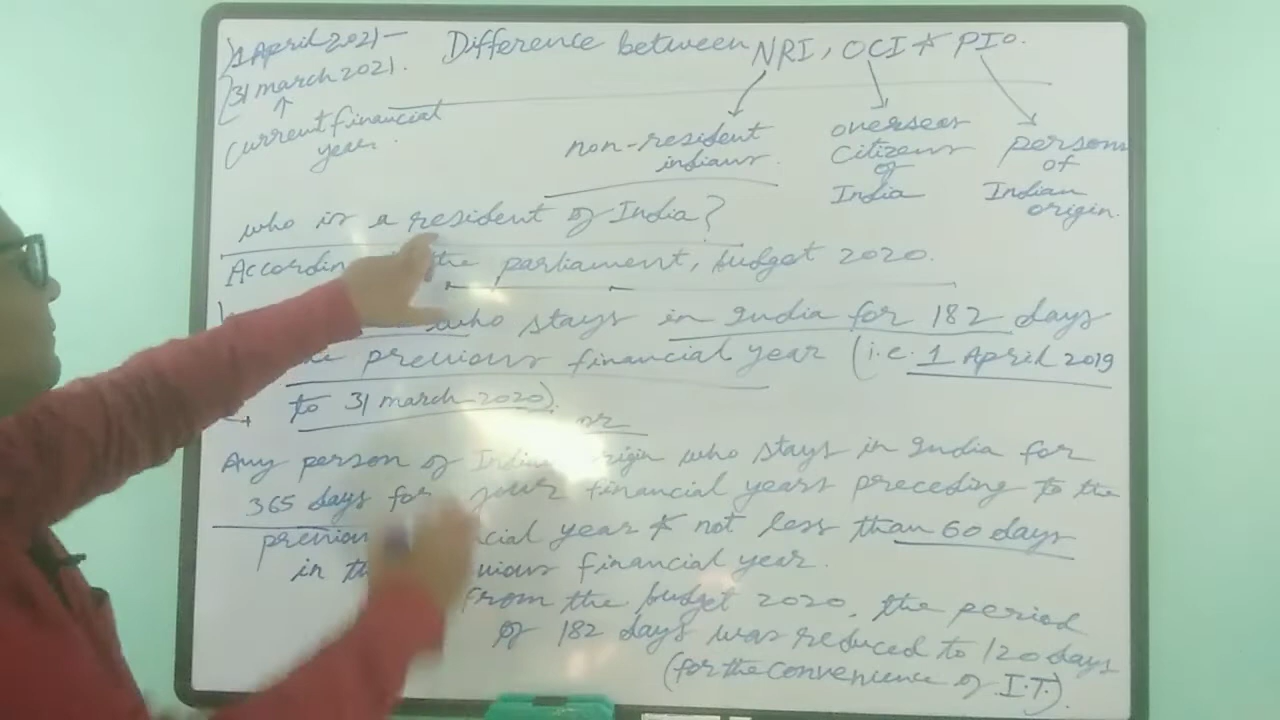 1 April 2021-
31 march 2021.
current financial
year.
Difference between NRI, OCI & PIO.
non-resident
indians.
overseas
Citizens
of
India
persons
of
Indian
origin.
who is a resident of India?
According the parliament, budget 2020.
who stays in India for 182 days
previous financial year (i.e. 1 April 2019
to 31 march 2020).
or
Any person of Indian origin who stays in India for
365 days for four financial years preceding to the
previous year & not less than 60 days
in financial year.
From the budget 2020, the period
of 182 days was reduced to 120 days
(for the convenience of I.T.).